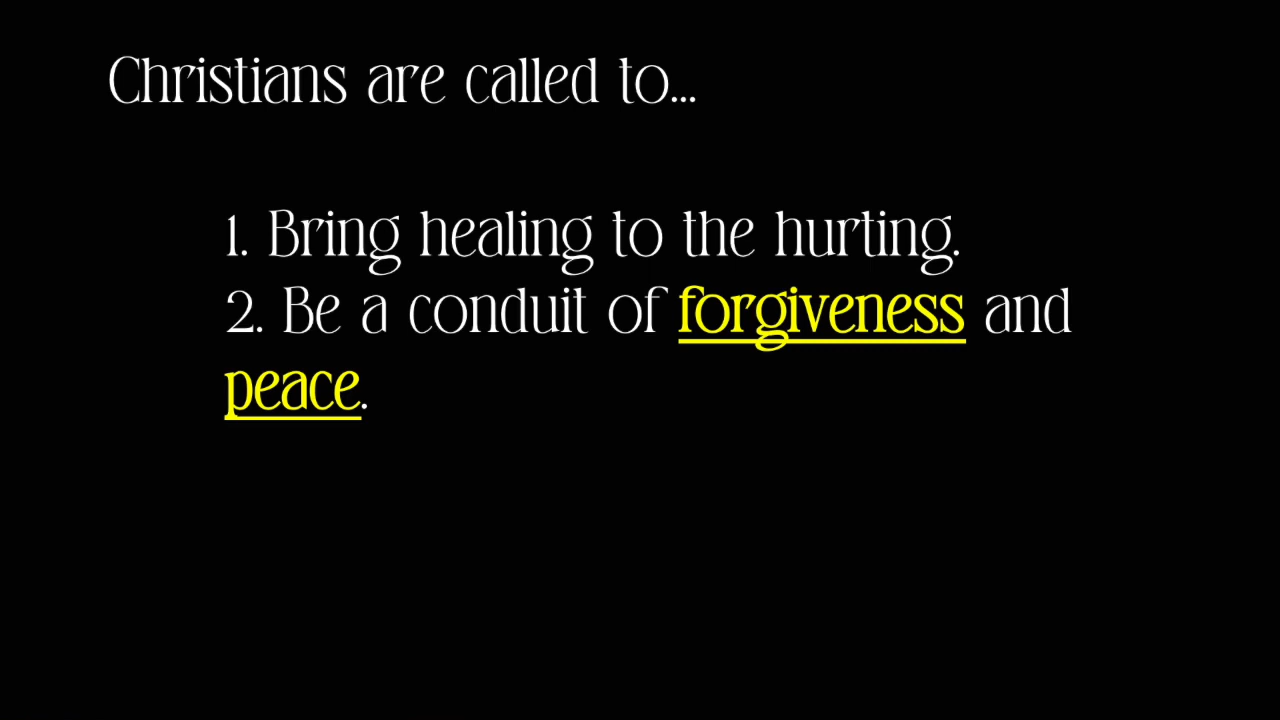 Christians are called to...
1. Bring healing to the hurting.
2. Be a conduit of forgiveness and
peace.